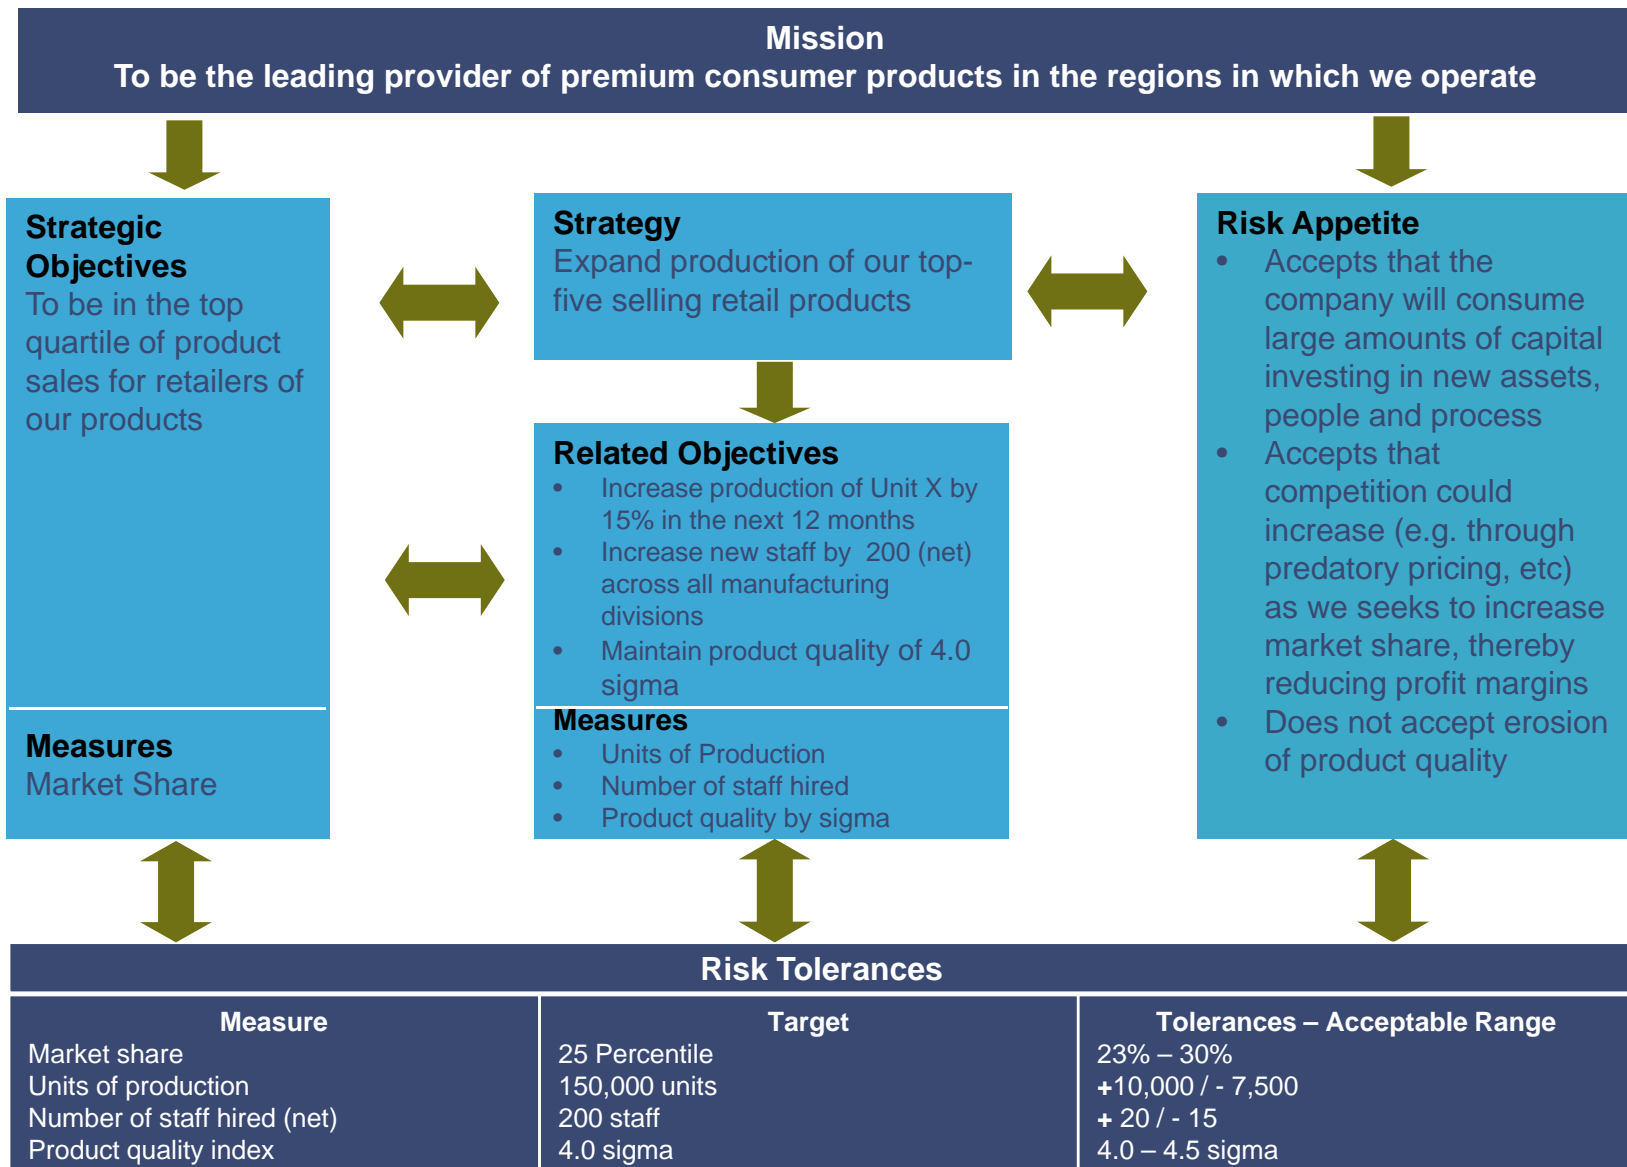 Mission
To be the leading provider of premium consumer products in the regions in which we operate
Strategic
Objectives
To be in the top
quartile of product
sales for retailers of
our products
Measures
Market Share
Strategy
Expand production of our top-
five selling retail products
Related Objectives
• Increase production of Unit X by
15% in the next 12 months
• Increase new staff by 200 (net)
across all manufacturing
divisions
• Maintain product quality of 4.0
sigma
Measures
• Units of Production
• Number of staff hired
• Product quality by sigma
Risk Appetite
• Accepts that the
company will consume
large amounts of capital
investing in new assets,
people and process
• Accepts that
competition could
increase (e.g. through
predatory pricing, etc)
as we seeks to increase
market share, thereby
reducing profit margins
• Does not accept erosion
of product quality
Risk Tolerances
Measure Target Tolerances – Acceptable Range
Market share 25 Percentile 23% – 30%
Units of production 150,000 units +10,000 / - 7,500
Number of staff hired (net) 200 staff + 20 / - 15
Product quality index 4.0 sigma 4.0 – 4.5 sigma